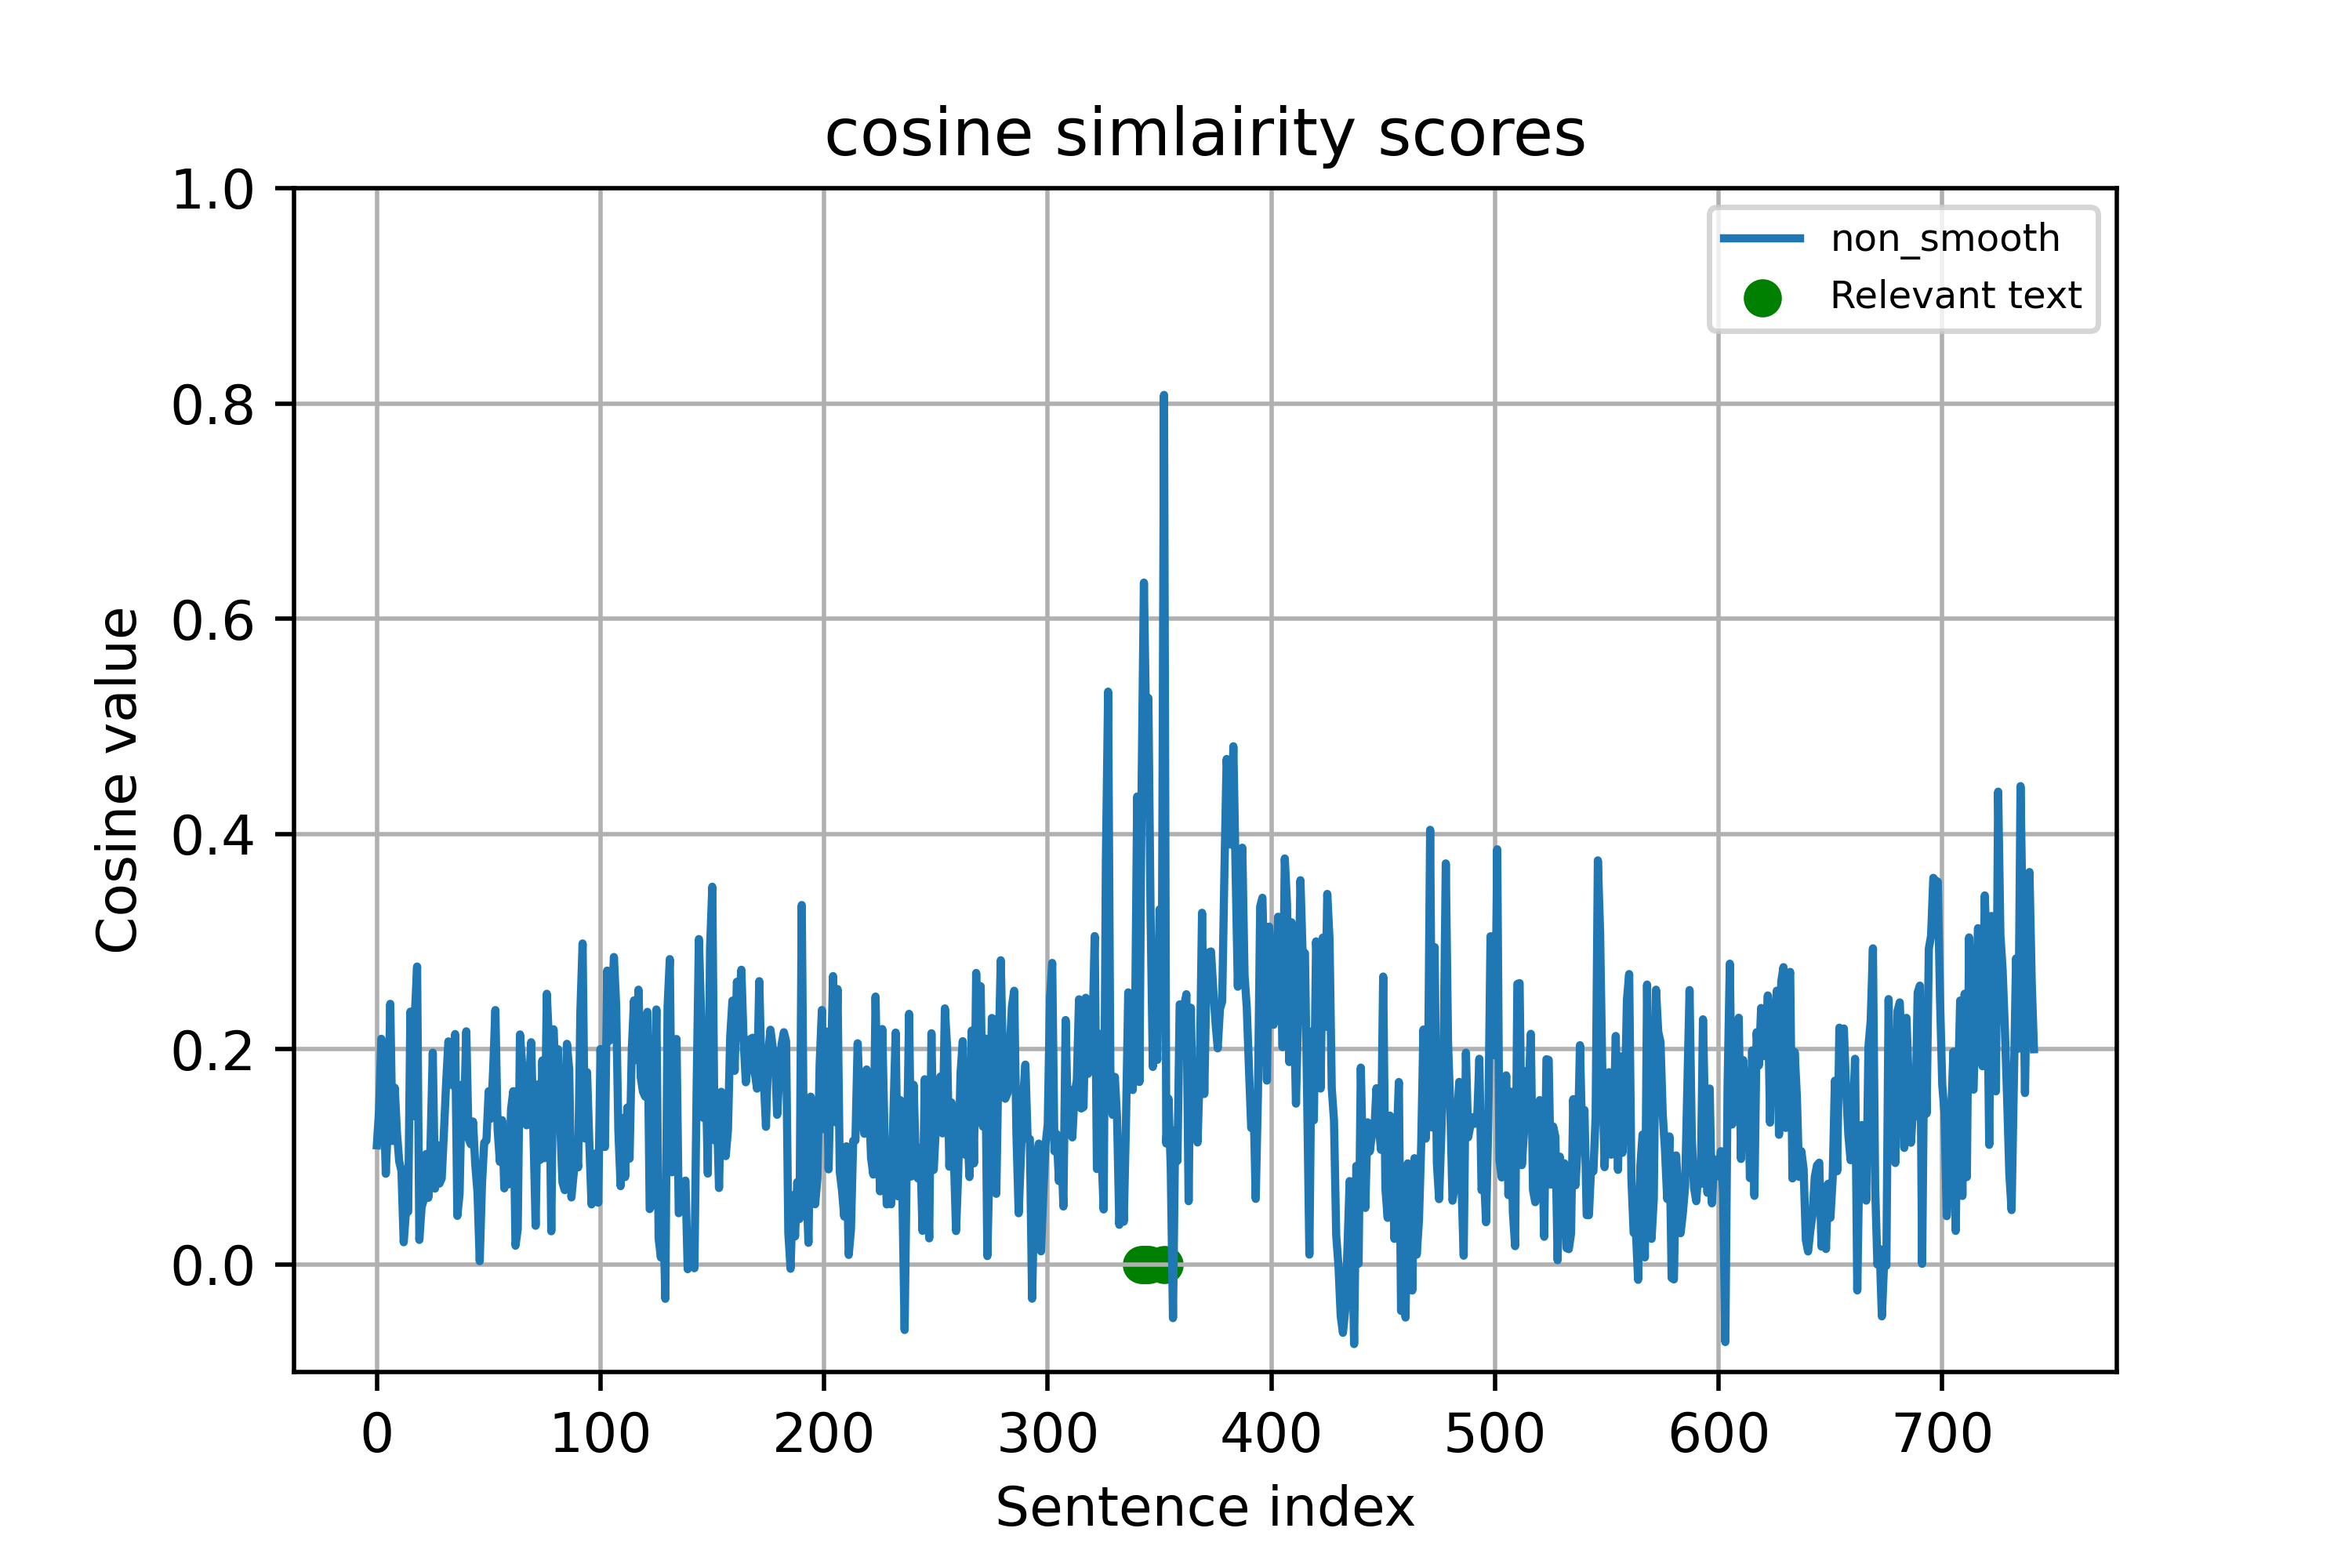 cosine simlairity scores
1.0
0.8
0.6
0.4
0.2
0.0
Cosine value
non_smooth
Relevant text
0 100 200 300 400 500 600 700
Sentence index